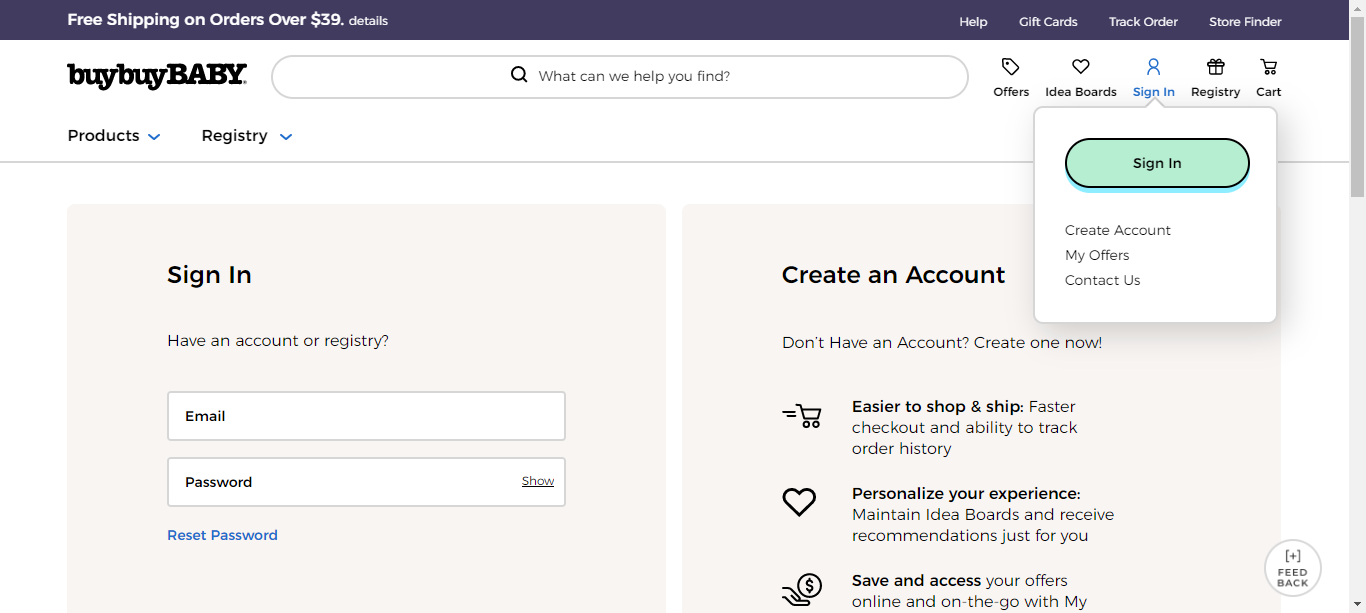 Free Shipping on Orders Over $39. details
Help
Gift Cards
Track Order
Store Finder
buybuyBABY
What can we help you find?
Offers
Idea Boards
Sign In
Registry
Cart
Products
Registry
Sign In
Create Account
My Offers
Contact Us
Sign In
Have an account or registry?
Email
Password
Show
Reset Password
Create an Account
Don't Have an Account? Create one now!
Easier to shop & ship: Faster
checkout and ability to track
order history
Personalize your experience:
Maintain Idea Boards and receive
recommendations just for you
Save and access your offers
online and on-the-go with My
[+]
FEED
BACK